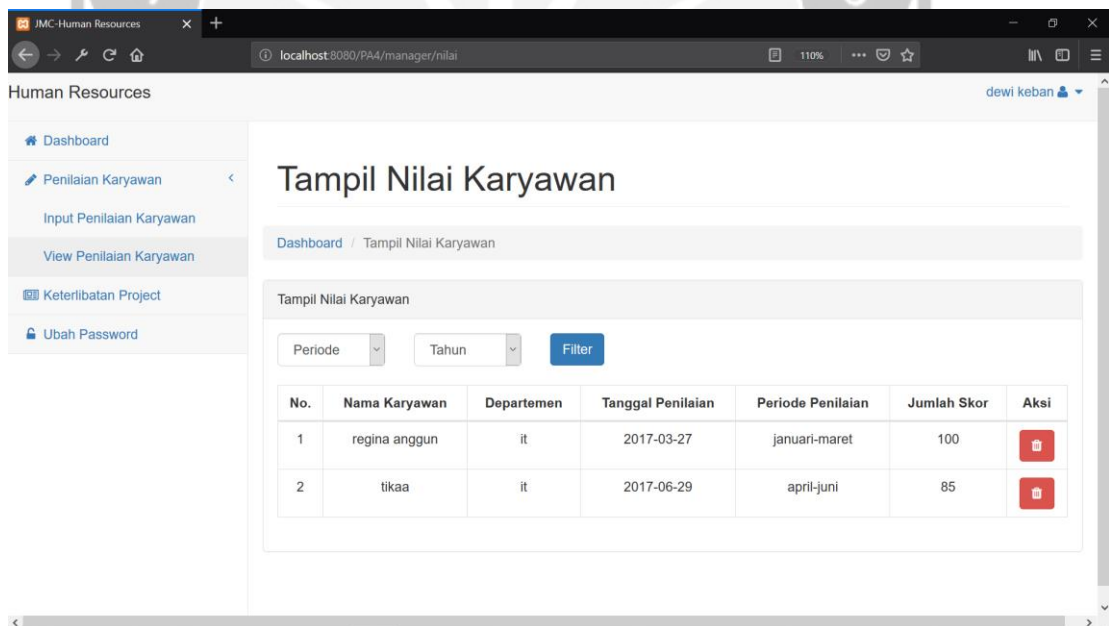 JMC-Human Resources
localhost:8080/PA4/manager/nilai
110%
Human Resources
dewi keban
Dashboard
Penilaian Karyawan
Input Penilaian Karyawan
View Penilaian Karyawan
Keterlibatan Project
Ubah Password
Tampil Nilai Karyawan
Dashboard / Tampil Nilai Karyawan
Tampil Nilai Karyawan
Periode Tahun Filter
No. Nama Karyawan Departemen Tanggal Penilaian Periode Penilaian Jumlah Skor Aksi
1 regina anggun it 2017-03-27 januari-maret 100
2 tikaa it 2017-06-29 april-juni 85